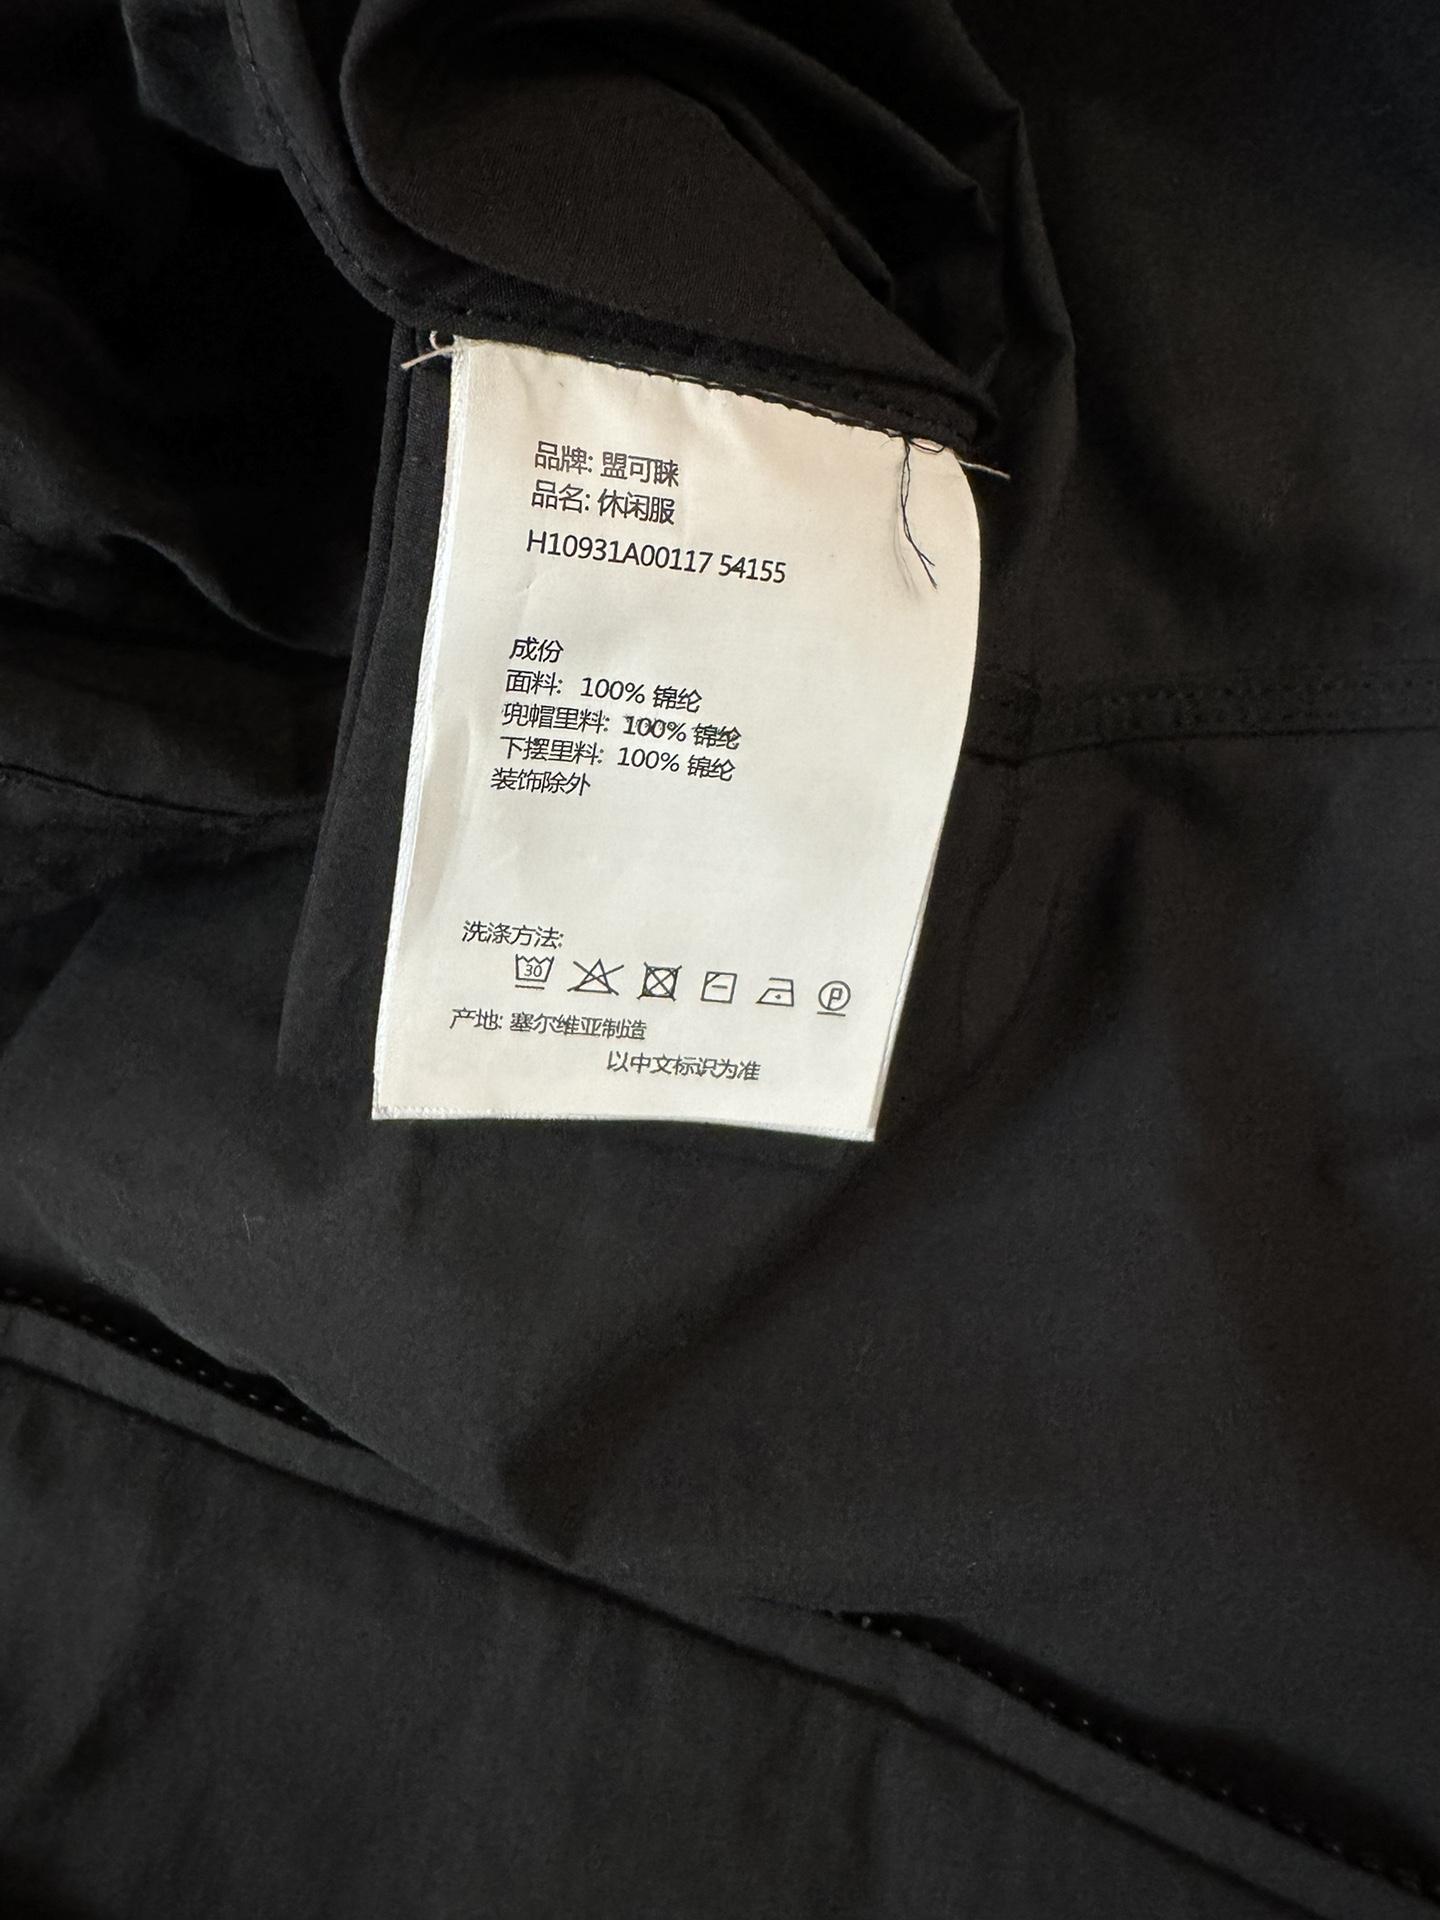 品牌: 盟可睐
品名: 休闲服
H10931A00117 54155
成份
面料: 100% 锦纶
兜帽里料: 100% 锦纶
下摆里料: 100% 锦纶
装饰除外
洗涤方法:
30
P
产地: 塞尔维亚制造
以中文标识为准